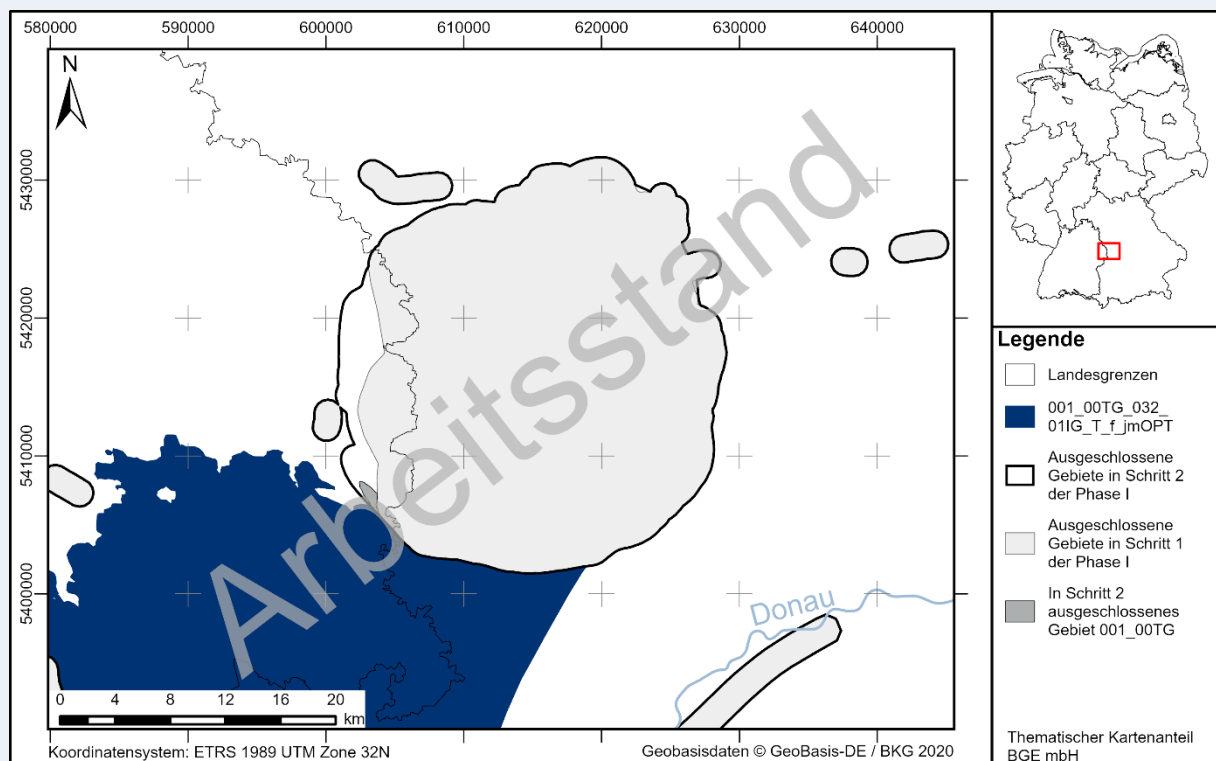 580000
590000
600000
610000
620000
630000
640000
N
5430000
5420000
5410000
5400000
Arbeitsstand
Donau
0
4
8
12
16
20
km
Koordinatensystem: ETRS 1989 UTM Zone 32N
Geobasisdaten © GeoBasis-DE / BKG 2020
Legende
Landesgrenzen
001_00TG_032_
01IG_T_f_jmOPT
Ausgeschlossene
Gebiete in Schritt 2
der Phase I
Ausgeschlossene
Gebiete in Schritt 1
der Phase I
In Schritt 2
ausgeschlossenes
Gebiet 001_00TG
Thematischer Kartenanteil
BGE mbH